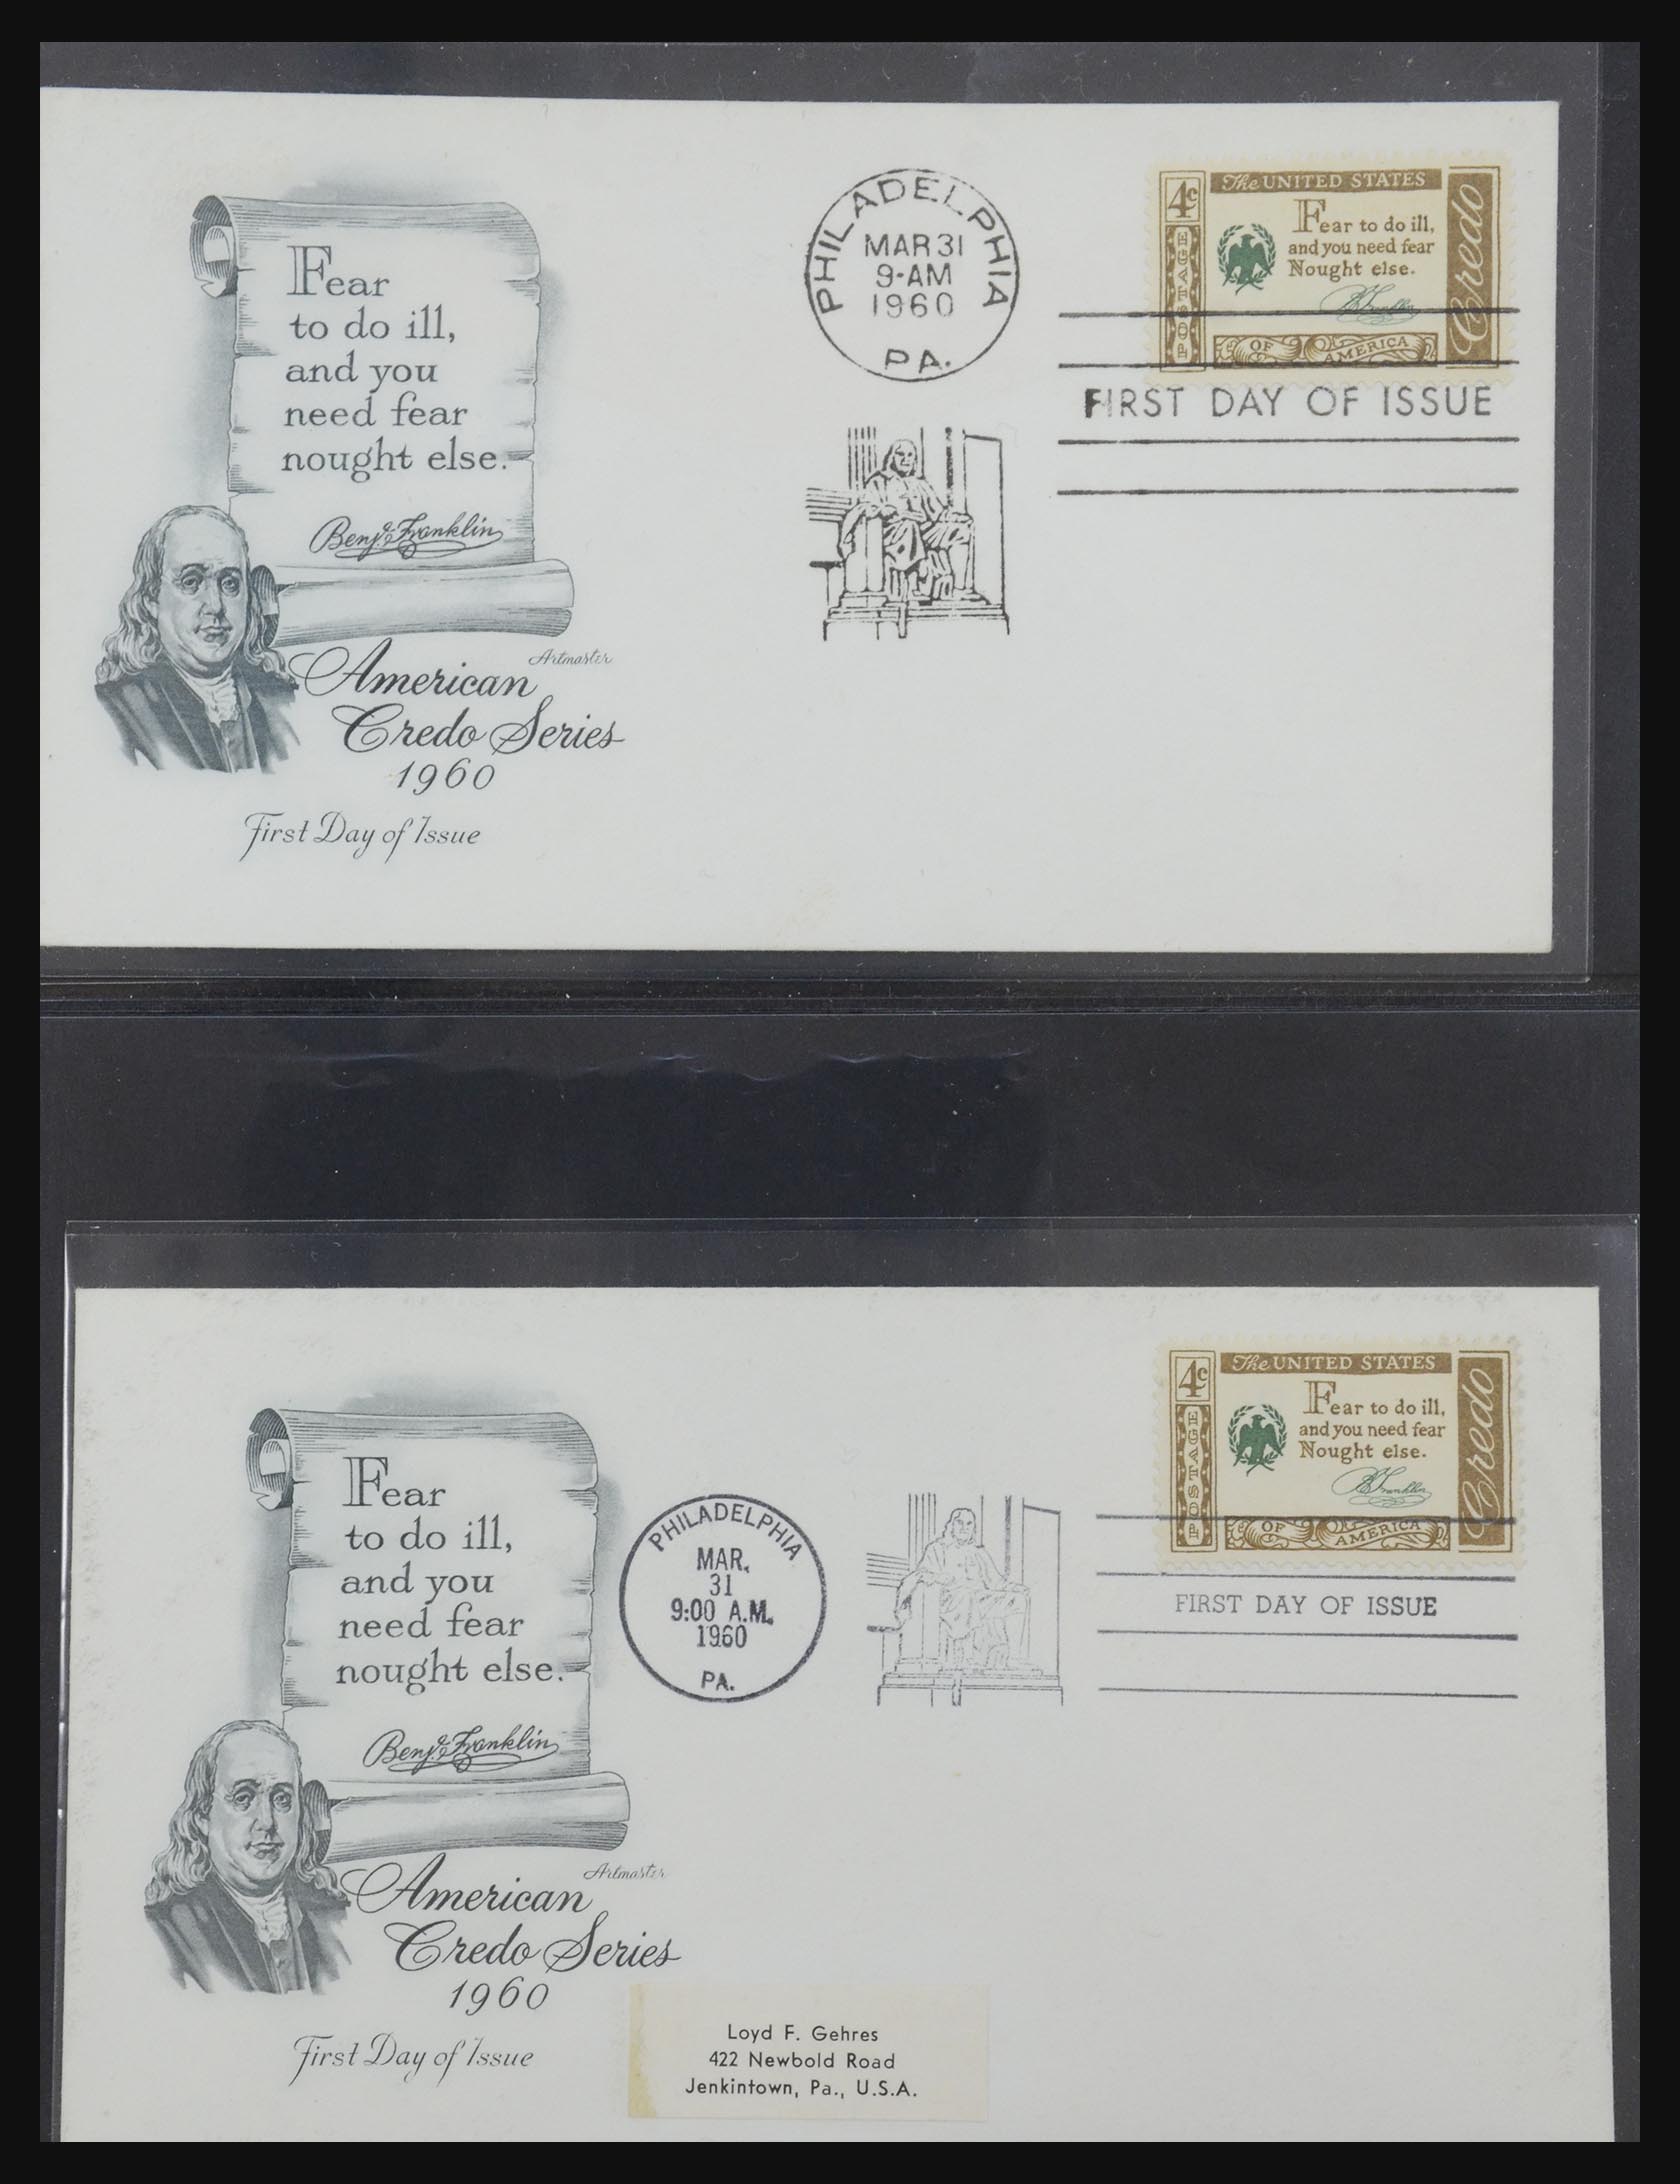 Fear
to do ill,
and you
need fear
nought else.
Benj. Franklin
Artmaster
American
Credo Series
1960
First Day of Issue
PHILADELPHIA
MAR 31
9-AM
1960
PA.
4c
POSTAGE
The UNITED STATES
Fear to do ill,
and you need fear
Nought else.
B Franklin
OF AMERICA
Credo
FIRST DAY OF ISSUE
Fear
to do ill,
and you
need fear
nought else.
Benj. Franklin
Artmaster
American
Credo Series
1960
First Day of Issue
PHILADELPHIA
MAR.
31
9:00 A.M.
1960
PA.
4c
POSTAGE
The UNITED STATES
Fear to do ill,
and you need fear
Nought else.
B Franklin
OF AMERICA
Credo
FIRST DAY OF ISSUE
Loyd F. Gehres
422 Newbold Road
Jenkintown, Pa., U.S.A.